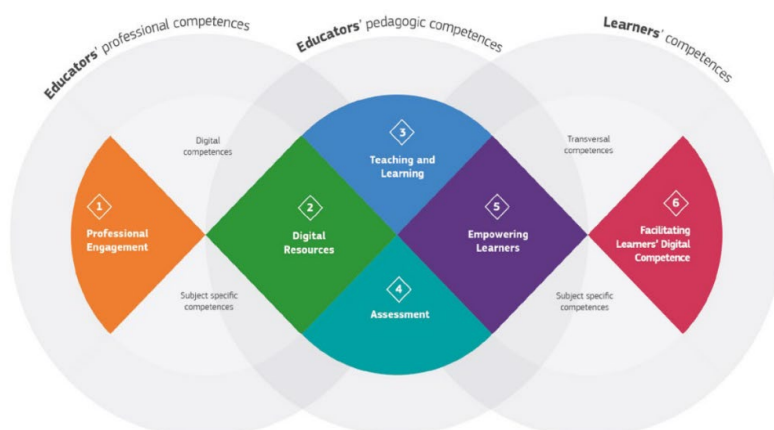 Educators' professional competences
Educators' pedagogic competences
Learners' competences
Digital
competences
3
Teaching and
Learning
Transversal
competences
1
Professional
Engagement
2
Digital
Resources
5
Empowering
Learners
6
Facilitating
Learners' Digital
Competence
Subject specific
competences
4
Assessment
Subject specific
competences